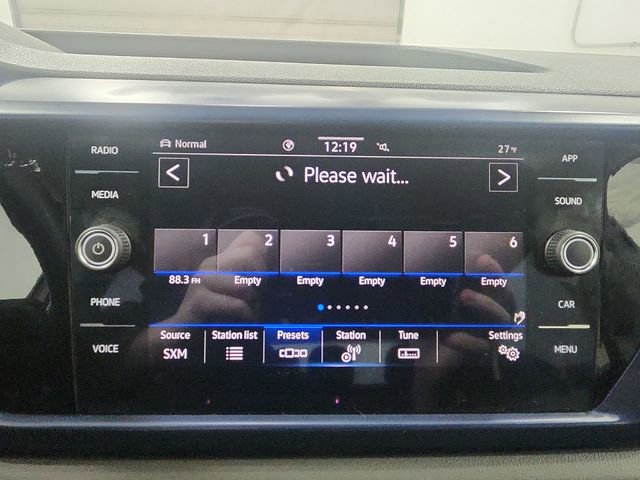 RADIO
MEDIA
PHONE
VOICE
Normal 12:19 27°F
< Please wait... >
1 2 3 4 5 6
88.3 FM Empty Empty Empty Empty Empty
Source Station list Presets Station Tune Settings
SXM
APP
SOUND
CAR
MENU